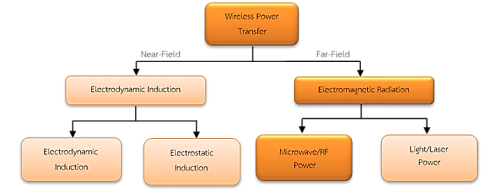 Wireless Power
Transfer
Near-Field
Far-Field
Electrodynamic Induction
Electromagnetic Radiation
Electrodynamic
Induction
Electrostatic
Induction
Microwave/RF
Power
Light/Laser
Power